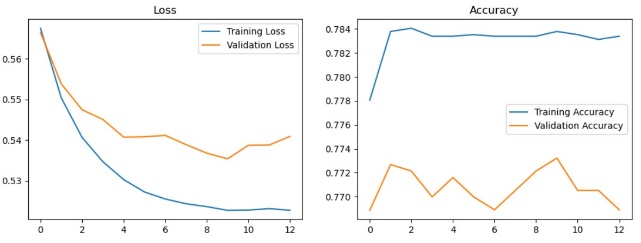 Loss
Training Loss
Validation Loss
0.56
0.55
0.54
0.53
0 2 4 6 8 10 12
Accuracy
0.784
0.782
0.780
0.778
0.776
0.774
0.772
0.770
Training Accuracy
Validation Accuracy
0 2 4 6 8 10 12